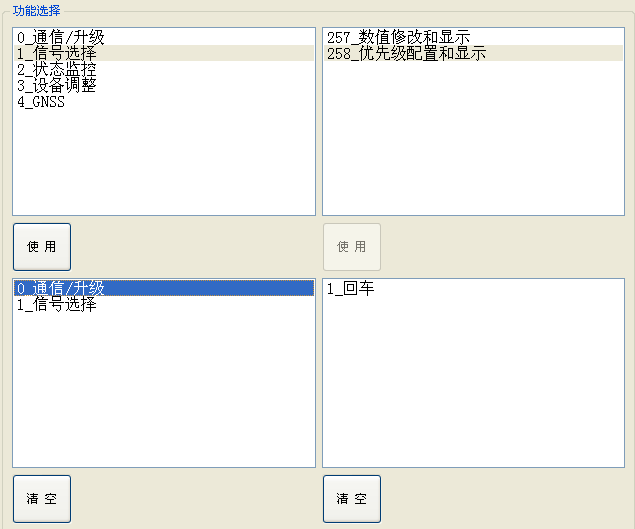 功能选择
0_通信/升级
1_信号选择
2_状态监控
3_设备调整
4_GNSS
257_数值修改和显示
258_优先级配置和显示
使 用
使 用
0_通信/升级
1_信号选择
1_回车
清 空
清 空